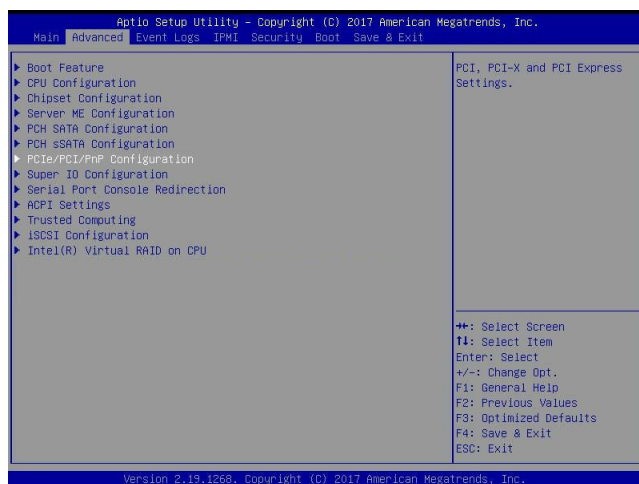 Aptio Setup Utility – Copyright (C) 2017 American Megatrends, Inc.
Main Advanced Event Logs IPMI Security Boot Save & Exit
Boot Feature
CPU Configuration
Chipset Configuration
Server ME Configuration
PCH SATA Configuration
PCH sSATA Configuration
PCIe/PCI/PnP Configuration
Super IO Configuration
Serial Port Console Redirection
ACPI Settings
Trusted Computing
iSCSI Configuration
Intel(R) Virtual RAID on CPU
PCI, PCI-X and PCI Express
Settings.
→←: Select Screen
↑↓: Select Item
Enter: Select
+/-: Change Opt.
F1: General Help
F2: Previous Values
F3: Optimized Defaults
F4: Save & Exit
ESC: Exit
Version 2.19.1268. Copyright (C) 2017 American Megatrends, Inc.